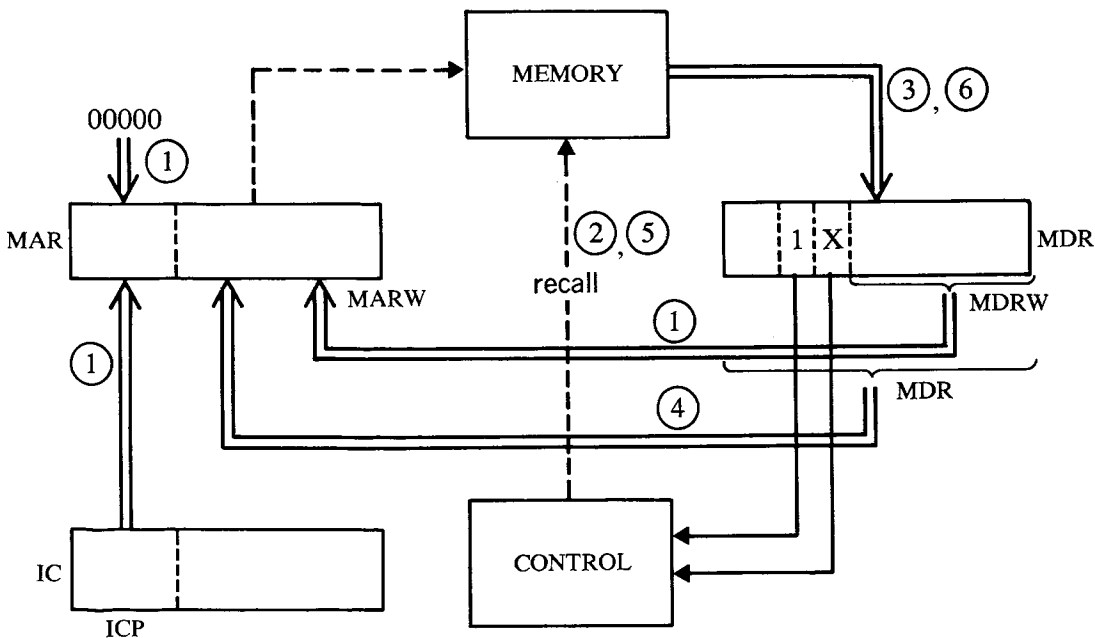 MEMORY
3, 6
00000
1
MAR
2, 5
1 X
MDR
recall
MARW
MDRW
1
1
MDR
4
IC
CONTROL
ICP